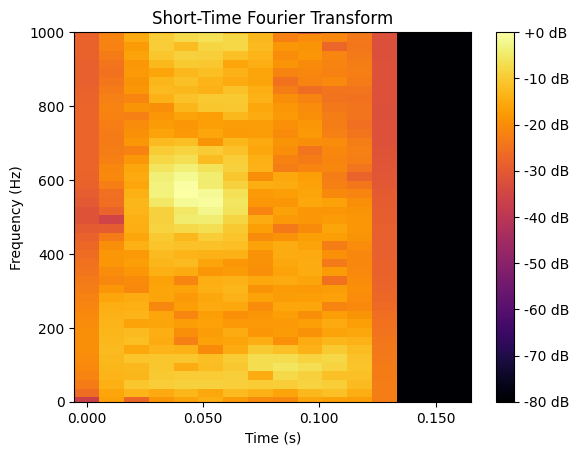 Short-Time Fourier Transform
1000
800
600
400
200
0
Frequency (Hz)
0.000
0.050
0.100
0.150
Time (s)
+0 dB
-10 dB
-20 dB
-30 dB
-40 dB
-50 dB
-60 dB
-70 dB
-80 dB